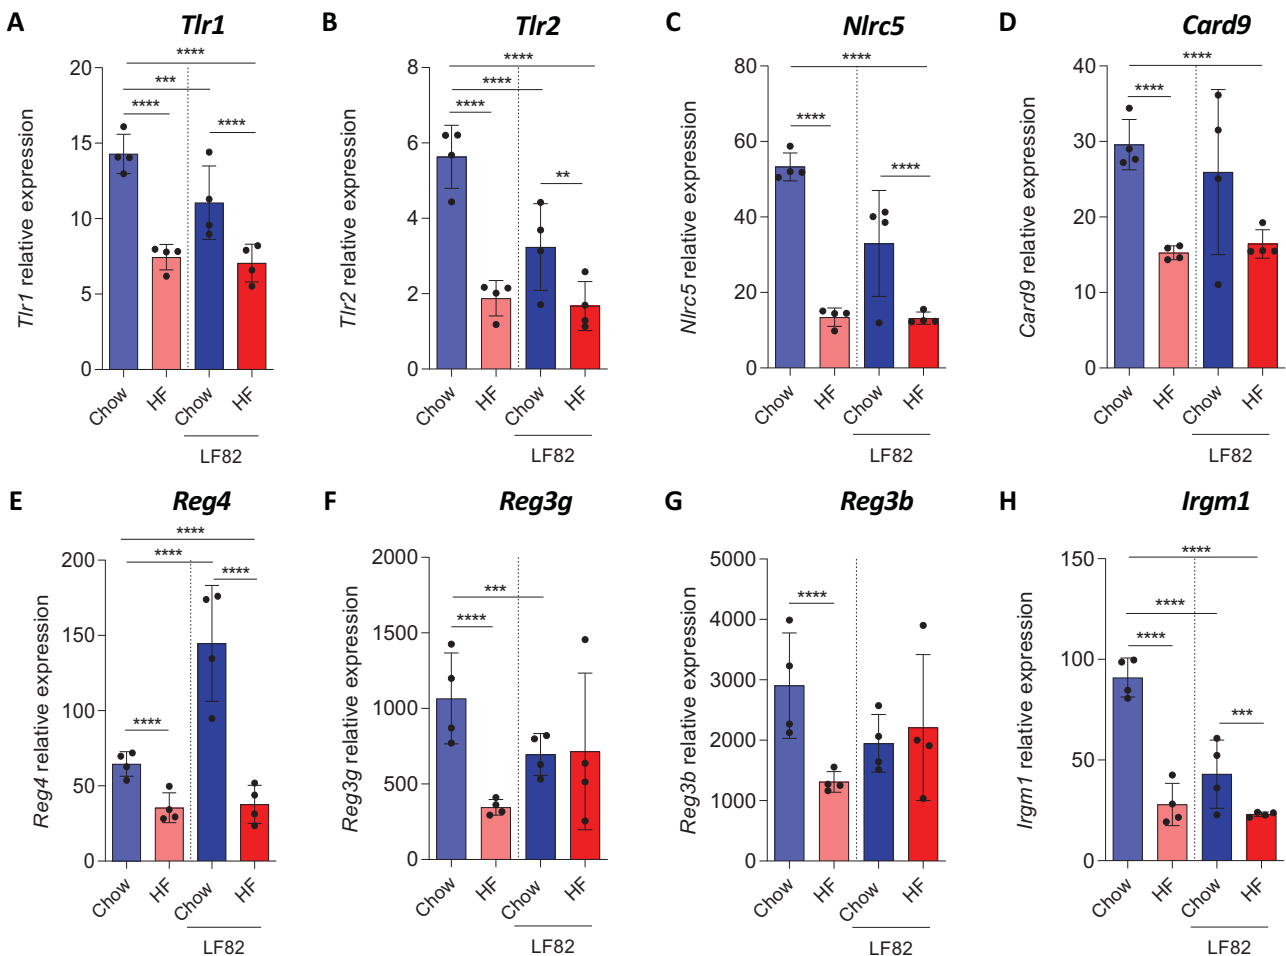 A Tlr1
Tlr1 relative expression
20
15
10
5
0
****
***
****
****
Chow HF Chow HF
LF82
B Tlr2
Tlr2 relative expression
8
6
4
2
0
****
****
****
**
Chow HF Chow HF
LF82
C Nlrc5
Nlrc5 relative expression
80
60
40
20
0
****
****
****
Chow HF Chow HF
LF82
D Card9
Card9 relative expression
40
30
20
10
0
****
****
Chow HF Chow HF
LF82
E Reg4
Reg4 relative expression
200
150
100
50
0
****
****
****
****
Chow HF Chow HF
LF82
F Reg3g
Reg3g relative expression
2000
1500
1000
500
0
***
****
Chow HF Chow HF
LF82
G Reg3b
Reg3b relative expression
5000
4000
3000
2000
1000
0
****
Chow HF Chow HF
LF82
H Irgm1
Irgm1 relative expression
150
100
50
0
****
****
****
***
Chow HF Chow HF
LF82